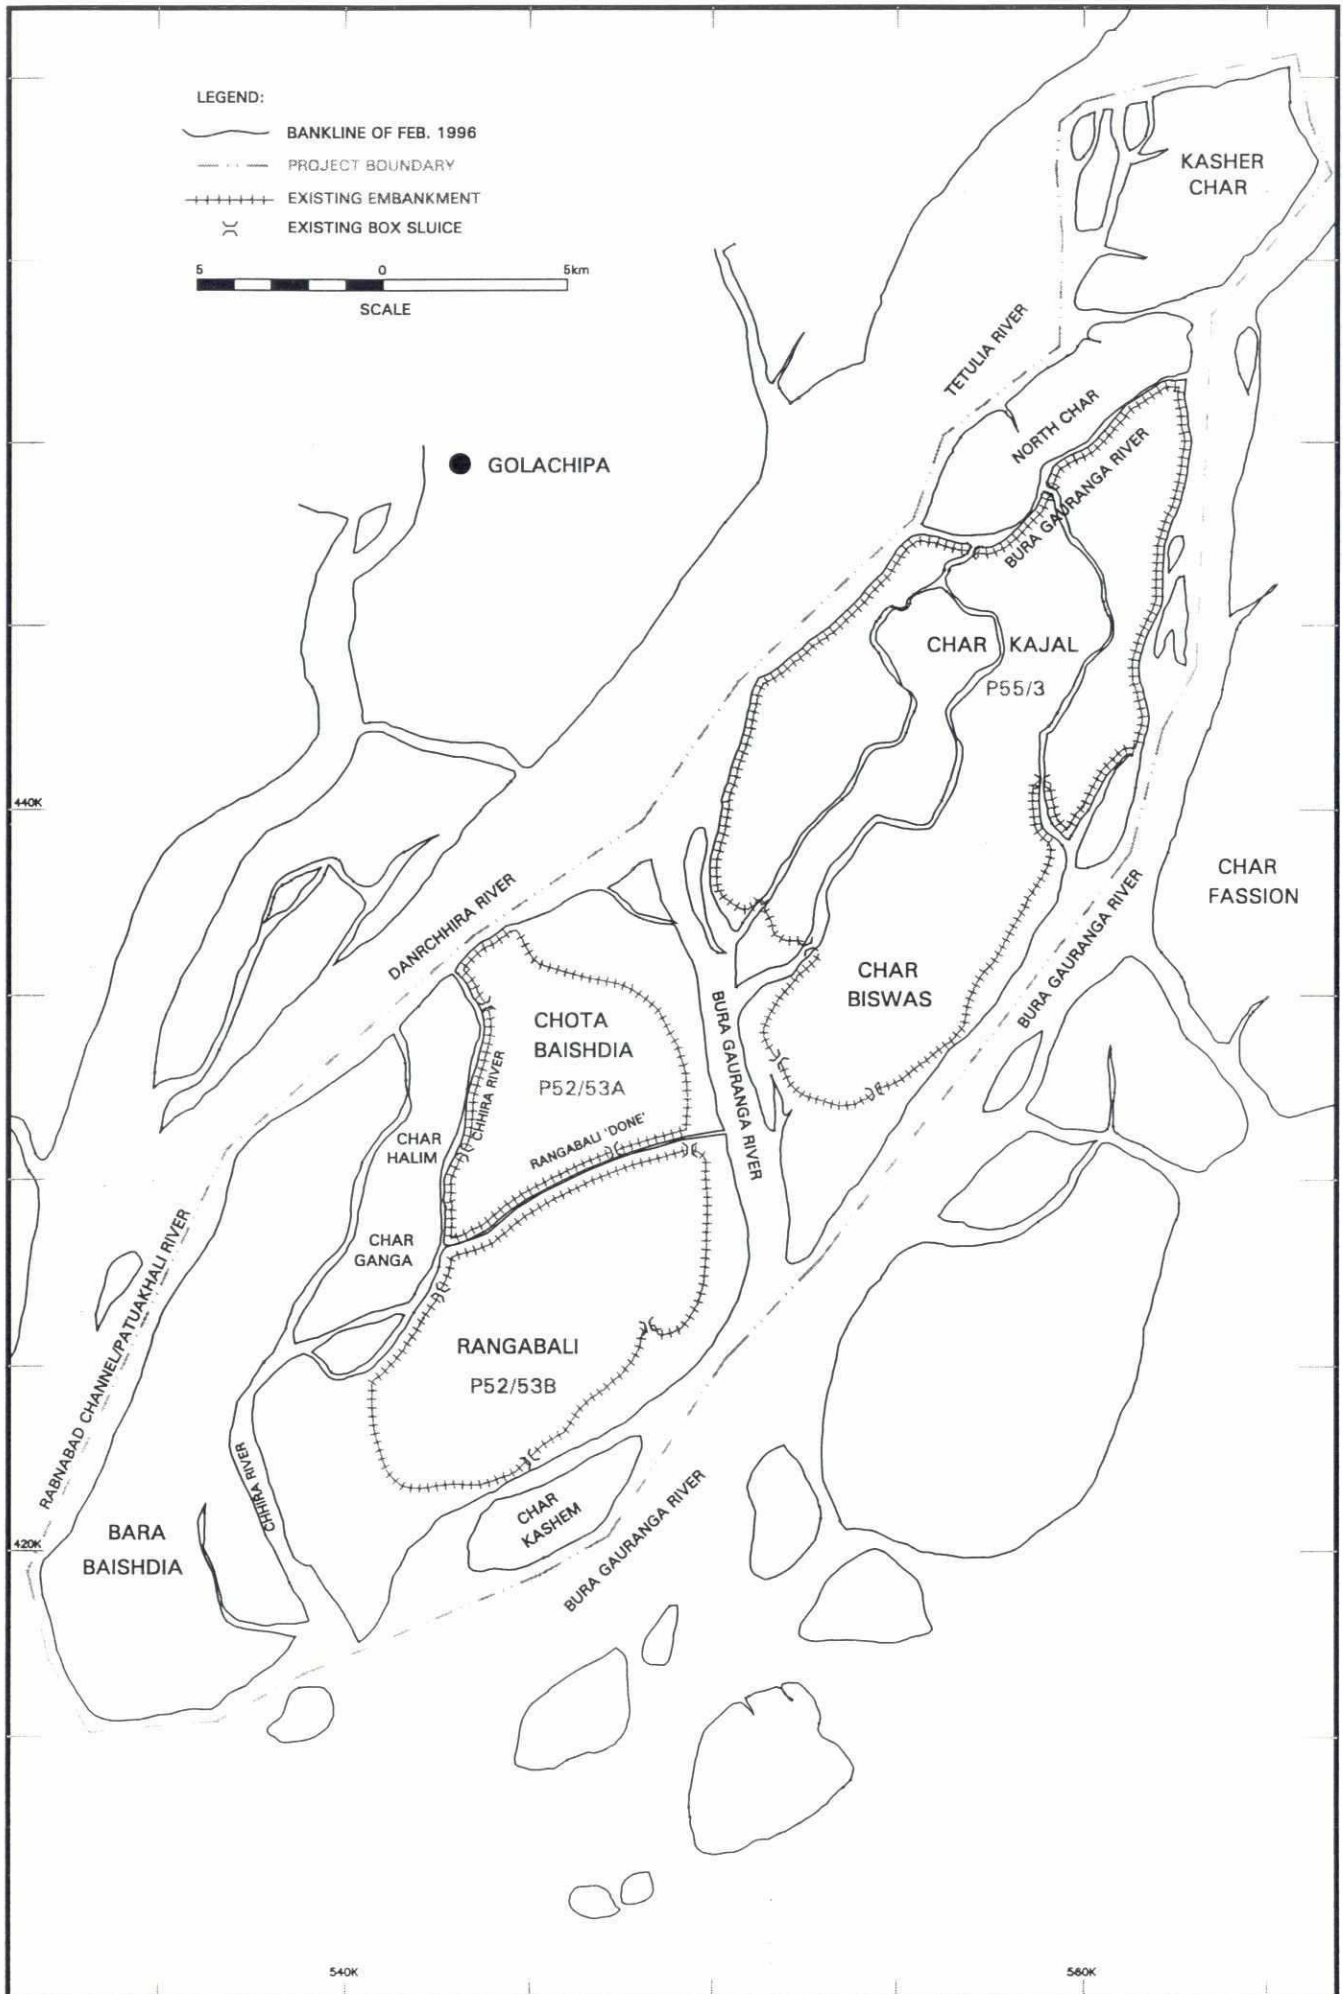 LEGEND:
BANKLINE OF FEB. 1996
PROJECT BOUNDARY
EXISTING EMBANKMENT
EXISTING BOX SLUICE
5 0 5km
SCALE
KASHER
CHAR
TETULIA RIVER
NORTH CHAR
BURA GAURANGA RIVER
GOLACHIPA
CHAR KAJAL
P55/3
440K
CHAR
FASSION
DANRCHHIRA RIVER
CHAR
BISWAS
BURA GAURANGA RIVER
CHOTA
BAISHDIA
P52/53A
BURA GAURANGA RIVER
CHHIRA RIVER
RANGABALI 'DONE'
CHAR
HALIM
CHAR
GANGA
RABNABAD CHANNEL/PATUAKHALI RIVER
RANGABALI
P52/53B
CHHIRA RIVER
CHAR
KASHEM
BURA GAURANGA RIVER
BARA
BAISHDIA
420K
540K
560K